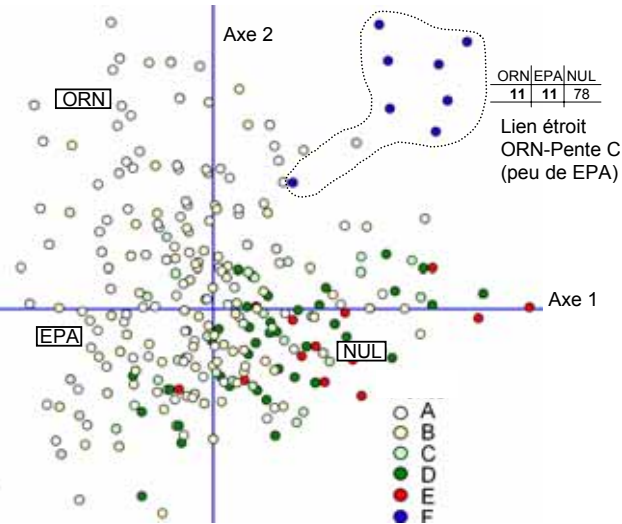 Axe 2
ORN
ORN EPA NUL
11 11 78
Lien étroit
ORN-Pente C
(peu de EPA)
Axe 1
EPA
NUL
A
B
C
D
E
F